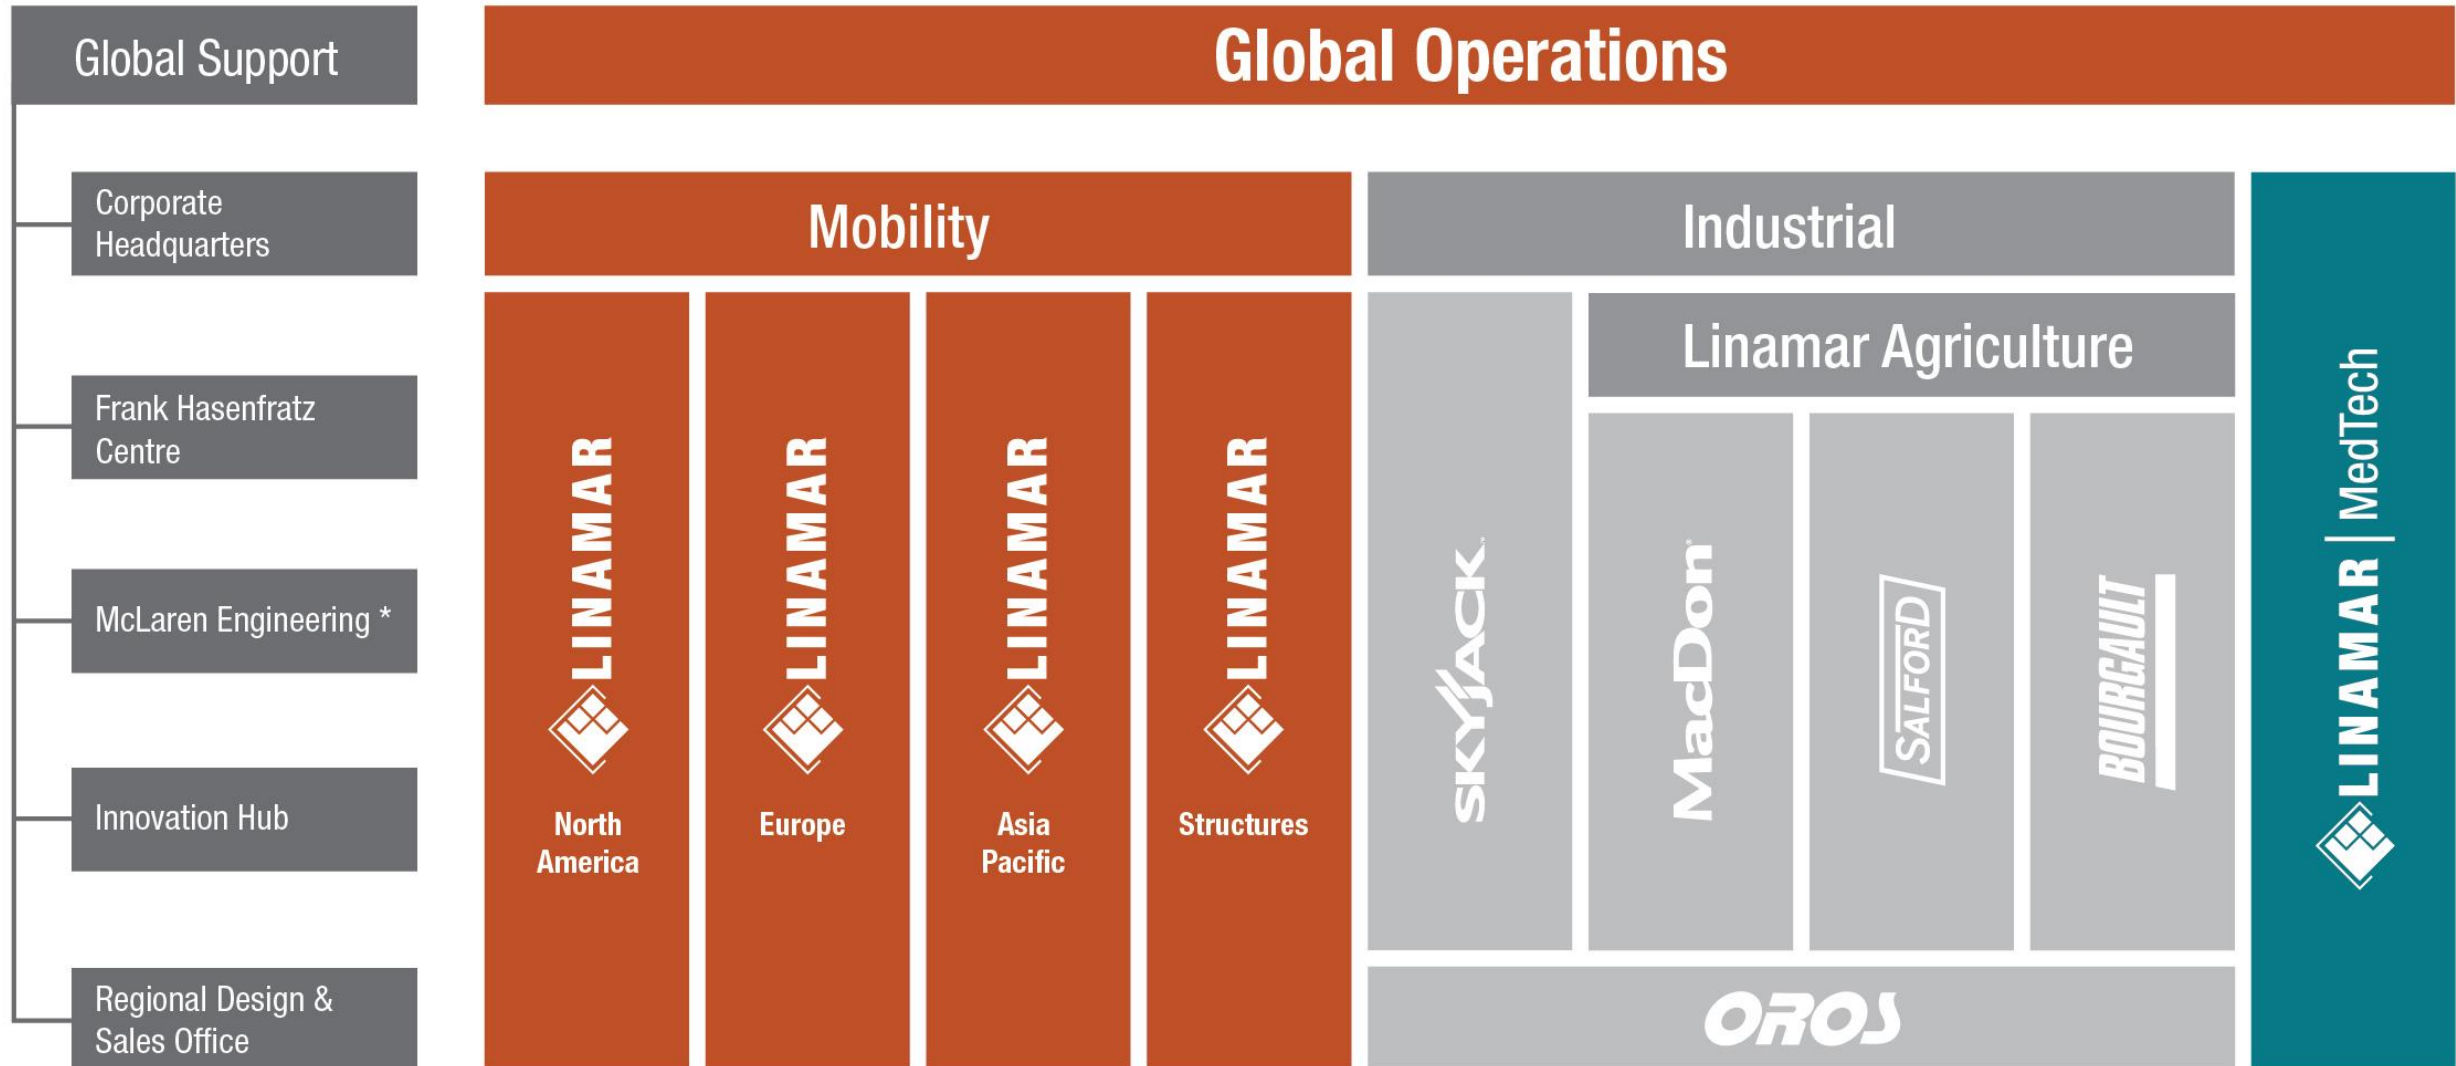 Global Support
Corporate
Headquarters
Frank Hasenfratz
Centre
McLaren Engineering *
Innovation Hub
Regional Design &
Sales Office
Global Operations
Mobility
LINAMAR
North
America
LINAMAR
Europe
LINAMAR
Asia
Pacific
LINAMAR
Structures
Industrial
SKYJACK
Linamar Agriculture
MacDon
SALFORD
BOURGAULT
OROS
LINAMAR | MedTech